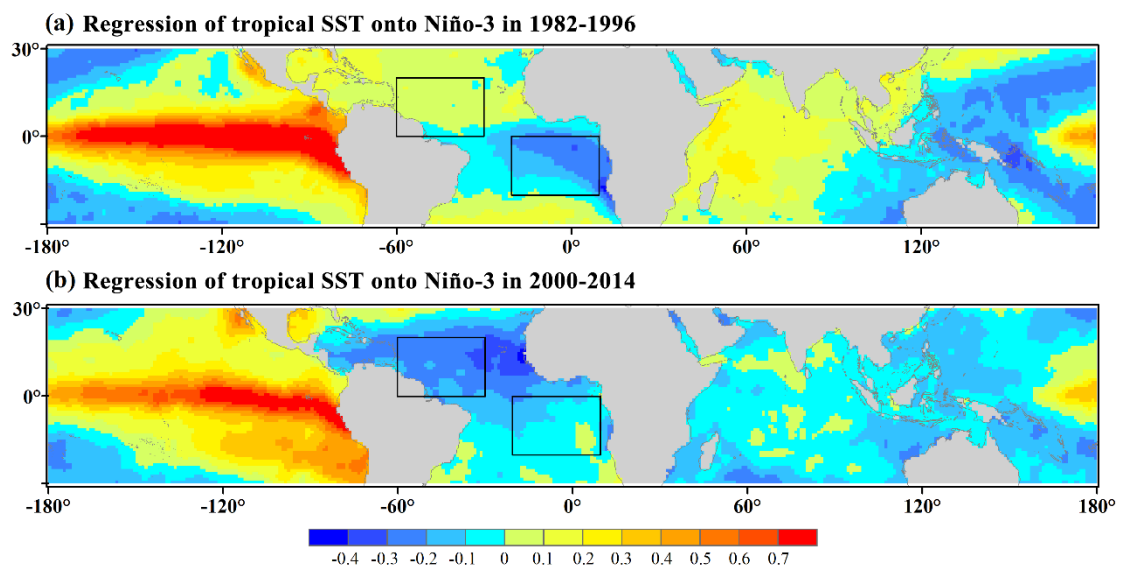 (a) Regression of tropical SST onto Niño-3 in 1982-1996
30°
0°
-180° -120° -60° 0° 60° 120°
(b) Regression of tropical SST onto Niño-3 in 2000-2014
30°
0°
-180° -120° -60° 0° 60° 120° 180°
-0.4 -0.3 -0.2 -0.1 0 0.1 0.2 0.3 0.4 0.5 0.6 0.7